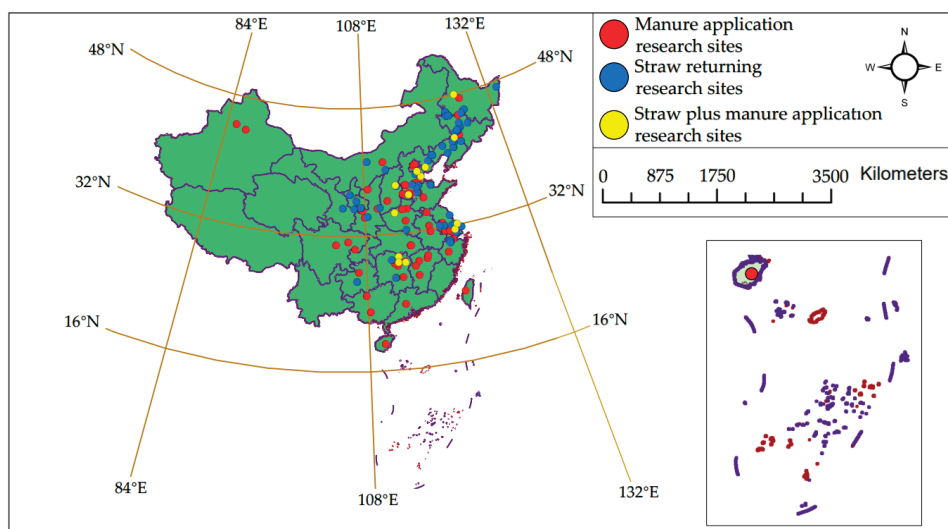 84°E
108°E
132°E
48°N
48°N
32°N
32°N
16°N
16°N
84°E
108°E
132°E
Manure application
research sites
Straw returning
research sites
Straw plus manure application
research sites
N
W
E
S
0 875 1750 3500 Kilometers